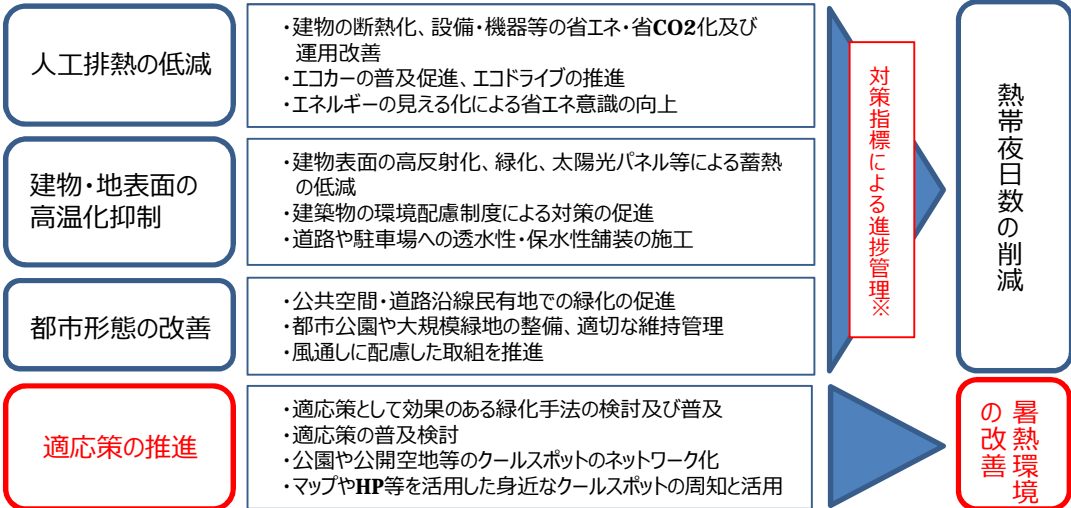 人工排熱の低減
・建物の断熱化、設備・機器等の省エネ・省CO2化及び
運用改善
・エコカーの普及促進、エコドライブの推進
・エネルギーの見える化による省エネ意識の向上
建物・地表面の
高温化抑制
・建物表面の高反射化、緑化、太陽光パネル等による蓄熱
の低減
・建築物の環境配慮制度による対策の促進
・道路や駐車場への透水性・保水性舗装の施工
都市形態の改善
・公共空間・道路沿線民有地での緑化の促進
・都市公園や大規模緑地の整備、適切な維持管理
・風通しに配慮した取組を推進
対策指標による進捗管理※
熱帯夜日数の削減
適応策の推進
・適応策として効果のある緑化手法の検討及び普及
・適応策の普及検討
・公園や公開空地等のクールスポットのネットワーク化
・マップやHP等を活用した身近なクールスポットの周知と活用
暑熱環境
の改善